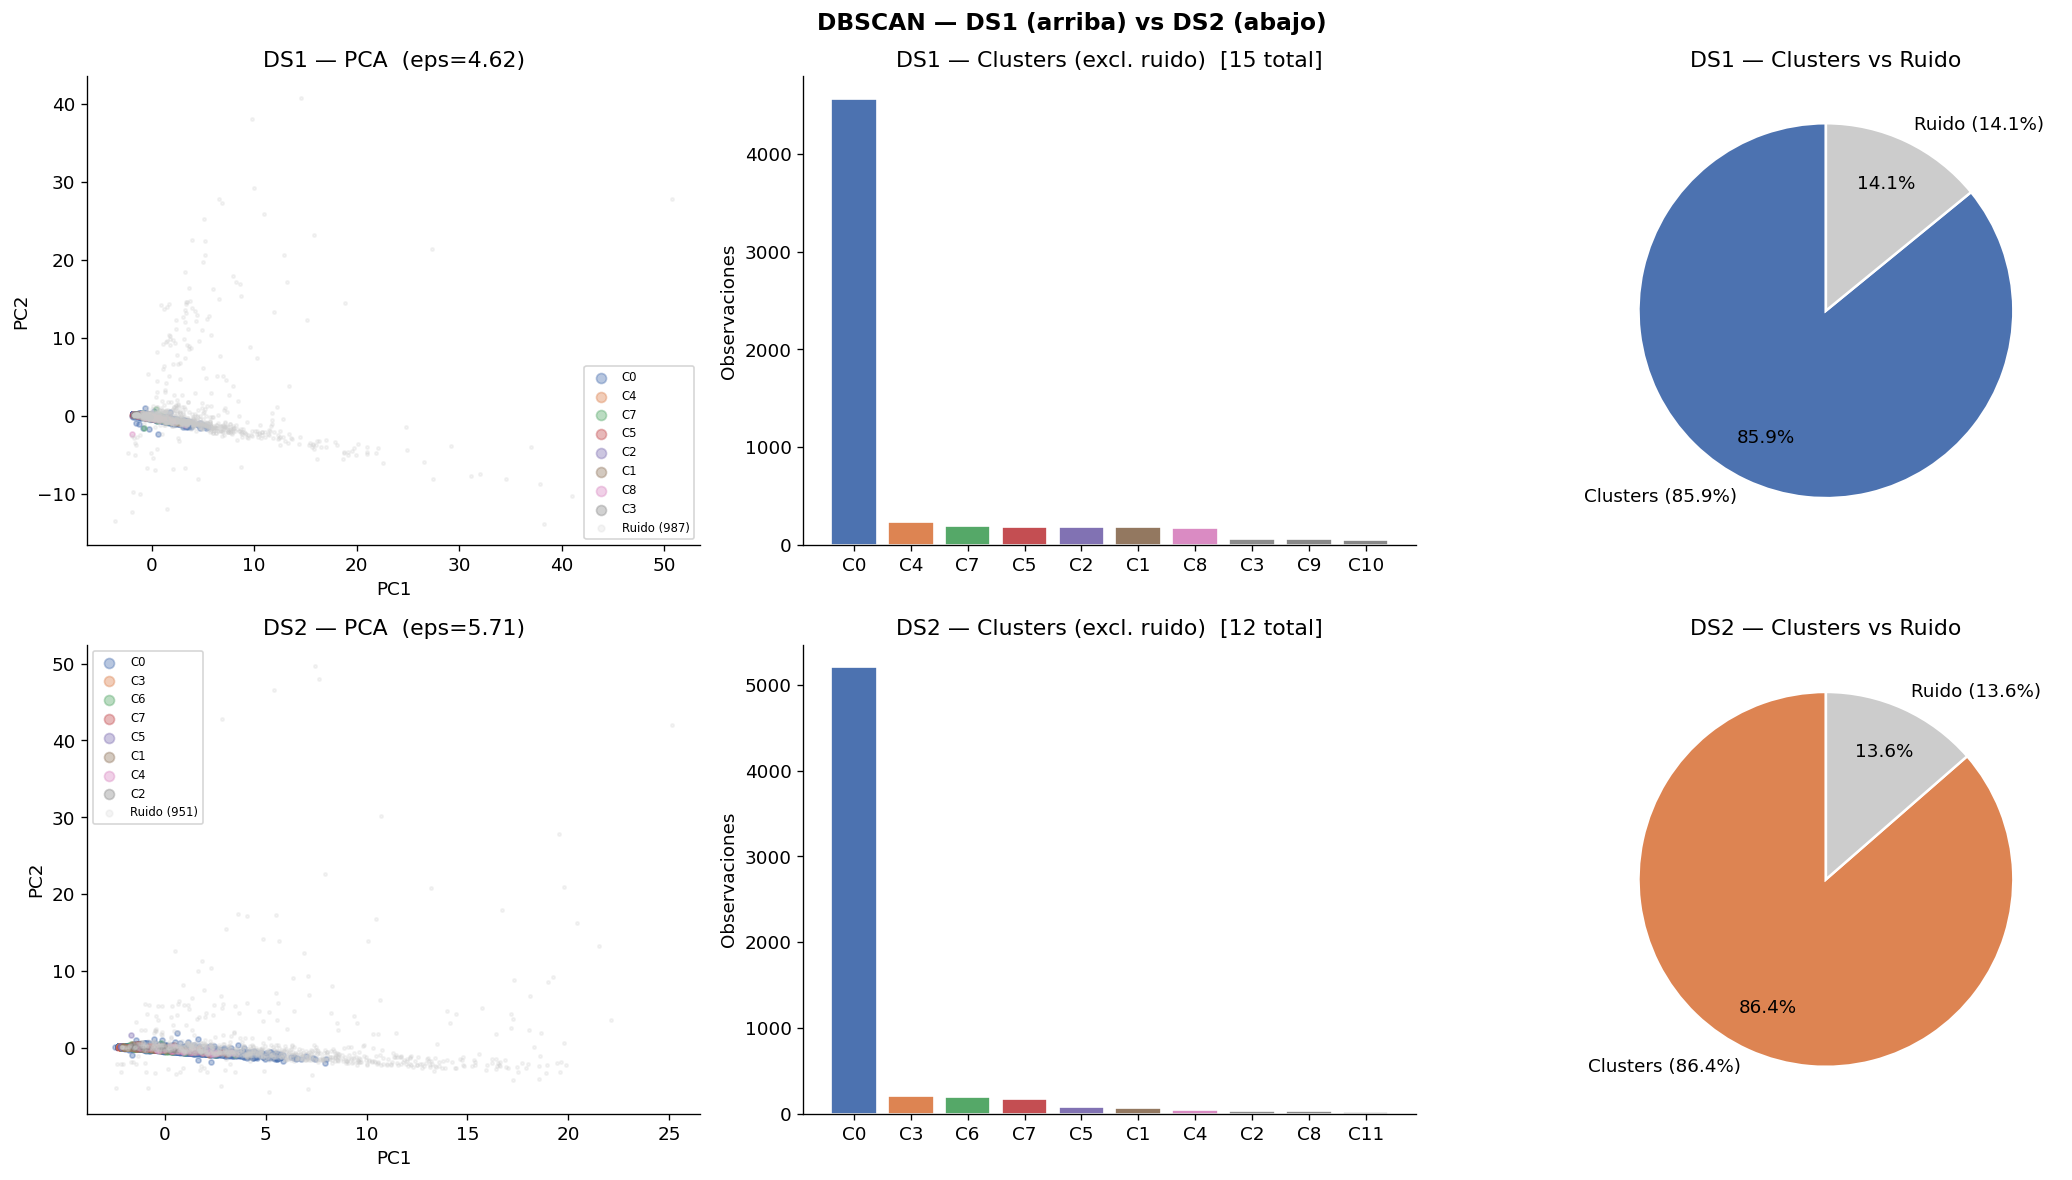 DBSCAN — DS1 (arriba) vs DS2 (abajo)
DS1 — PCA  (eps=4.62)
40
30
20
10
0
−10
PC2
0 10 20 30 40 50
PC1
C0
C4
C7
C5
C2
C1
C8
C3
Ruido (987)
DS1 — Clusters (excl. ruido)  [15 total]
4000
3000
2000
1000
0
Observaciones
C0 C4 C7 C5 C2 C1 C8 C3 C9 C10
DS1 — Clusters vs Ruido
Ruido (14.1%)
14.1%
85.9%
Clusters (85.9%)
DS2 — PCA  (eps=5.71)
50
40
30
20
10
0
PC2
0 5 10 15 20 25
PC1
C0
C3
C6
C7
C5
C1
C4
C2
Ruido (951)
DS2 — Clusters (excl. ruido)  [12 total]
5000
4000
3000
2000
1000
0
Observaciones
C0 C3 C6 C7 C5 C1 C4 C2 C8 C11
DS2 — Clusters vs Ruido
Ruido (13.6%)
13.6%
86.4%
Clusters (86.4%)